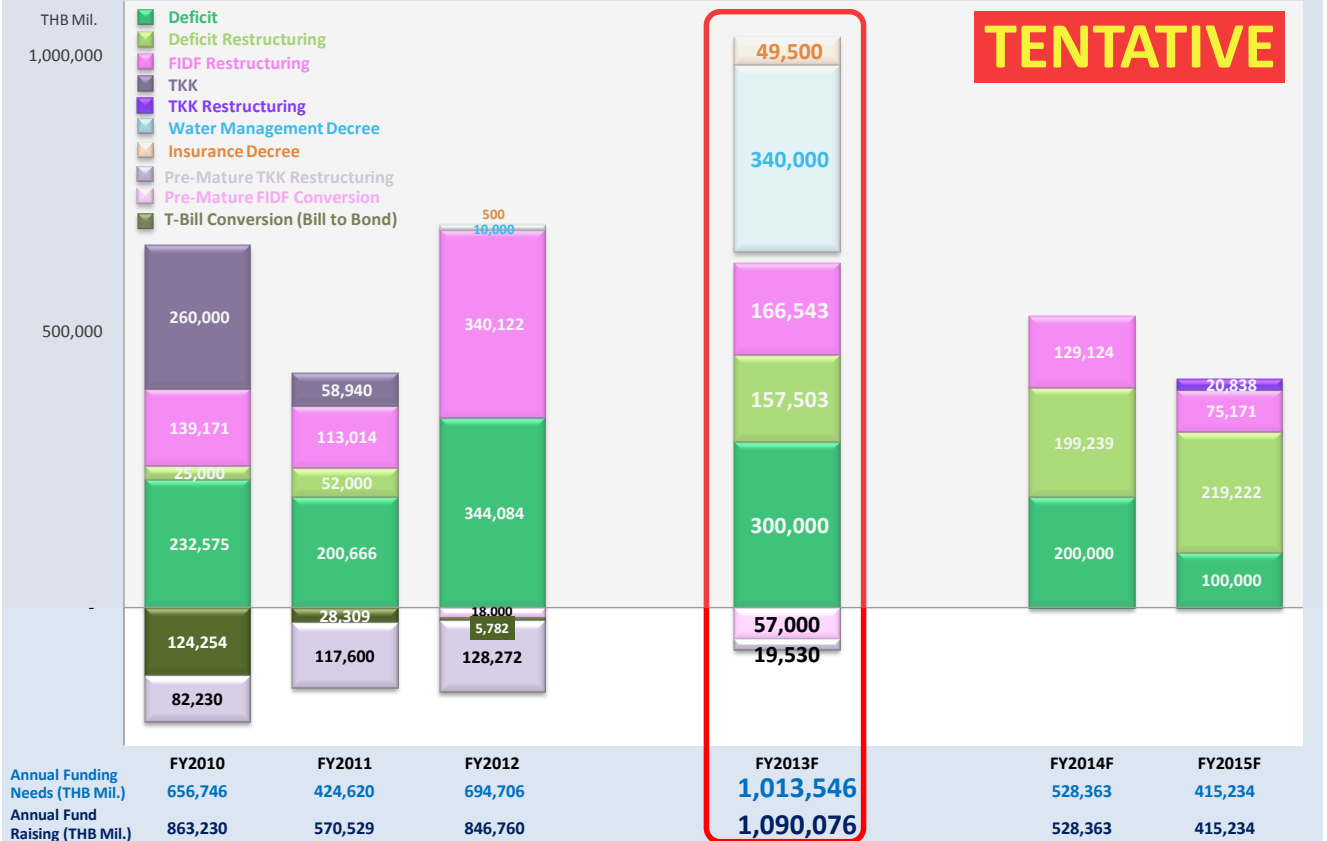 THB Mil.
1,000,000
500,000
-
Deficit
Deficit Restructuring
FIDF Restructuring
TKK
TKK Restructuring
Water Management Decree
Insurance Decree
Pre-Mature TKK Restructuring
Pre-Mature FIDF Conversion
T-Bill Conversion (Bill to Bond)
TENTATIVE
260,000
139,171
25,000
232,575
124,254
82,230
58,940
113,014
52,000
200,666
28,309
117,600
500
10,000
340,122
344,084
18,000
5,782
128,272
49,500
340,000
166,543
157,503
300,000
57,000
19,530
129,124
199,239
200,000
20,838
75,171
219,222
100,000
FY2010 FY2011 FY2012 FY2013F FY2014F FY2015F
Annual Funding
Needs (THB Mil.) 656,746 424,620 694,706 1,013,546 528,363 415,234
Annual Fund
Raising (THB Mil.) 863,230 570,529 846,760 1,090,076 528,363 415,234